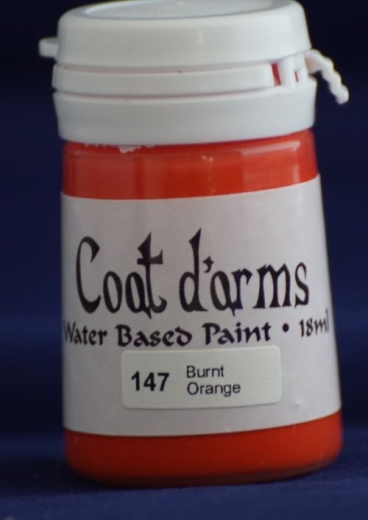 Coat d'arms
Water Based Paint • 18ml
147 Burnt
Orange